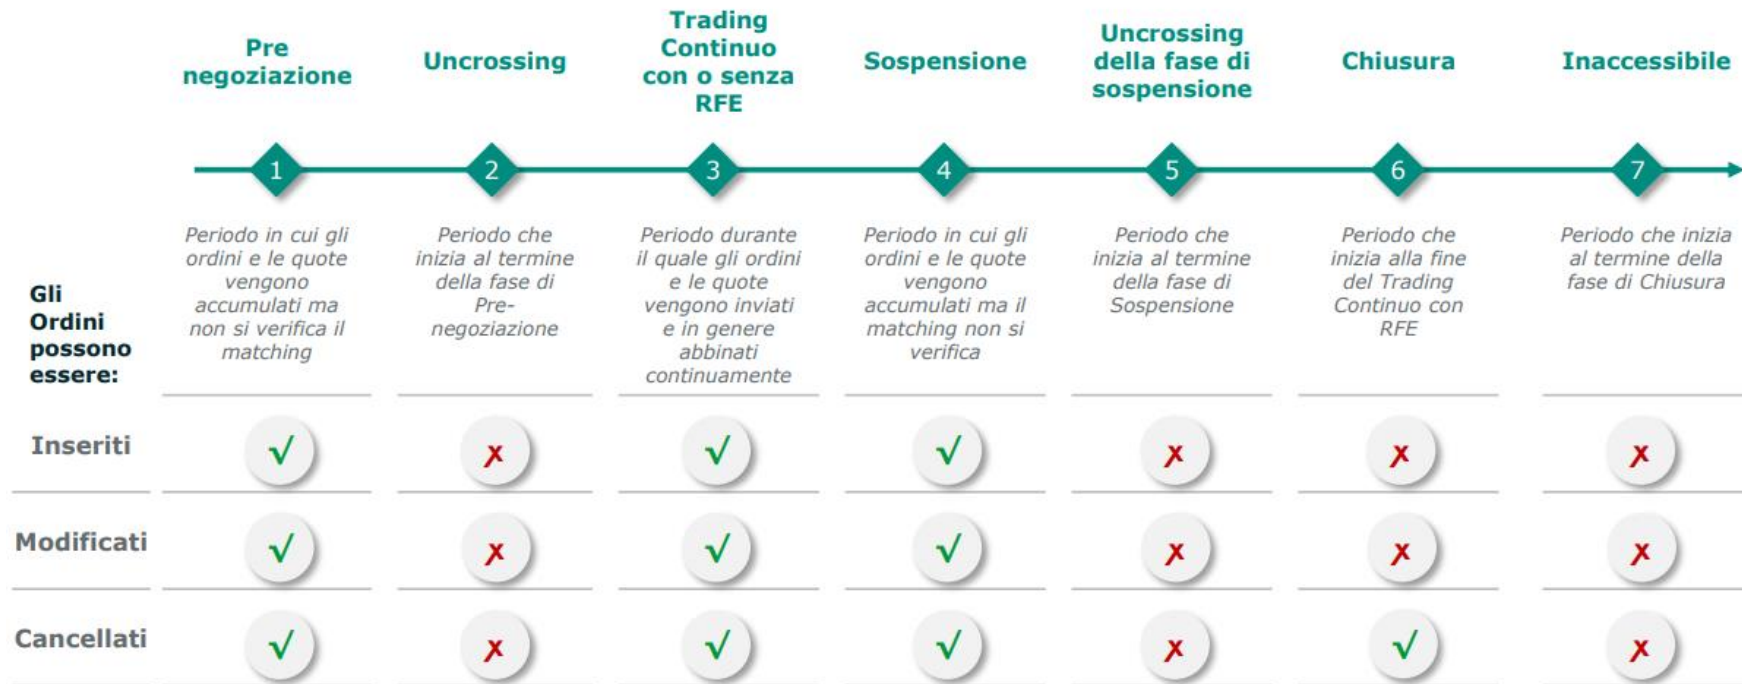 Pre
negoziazione
Uncrossing
Trading
Continuo
con o senza
RFE
Sospensione
Uncrossing
della fase di
sospensione
Chiusura
Inaccessibile
1
2
3
4
5
6
7
Gli
Ordini
possono
essere:
Periodo in cui gli
ordini e le quote
vengono
accumulati ma
non si verifica il
matching
Periodo che
inizia al termine
della fase di
Pre-
negoziazione
Periodo durante
il quale gli ordini
e le quote
vengono inviati
e in genere
abbinati
continuamente
Periodo in cui gli
ordini e le quote
vengono
accumulati ma il
matching non si
verifica
Periodo che
inizia al termine
della fase di
Sospensione
Periodo che
inizia alla fine
del Trading
Continuo con
RFE
Periodo che inizia
al termine della
fase di Chiusura
Inseriti
√ x √ √ x x x
Modificati
√ x √ √ x x x
Cancellati
√ x √ √ x √ x